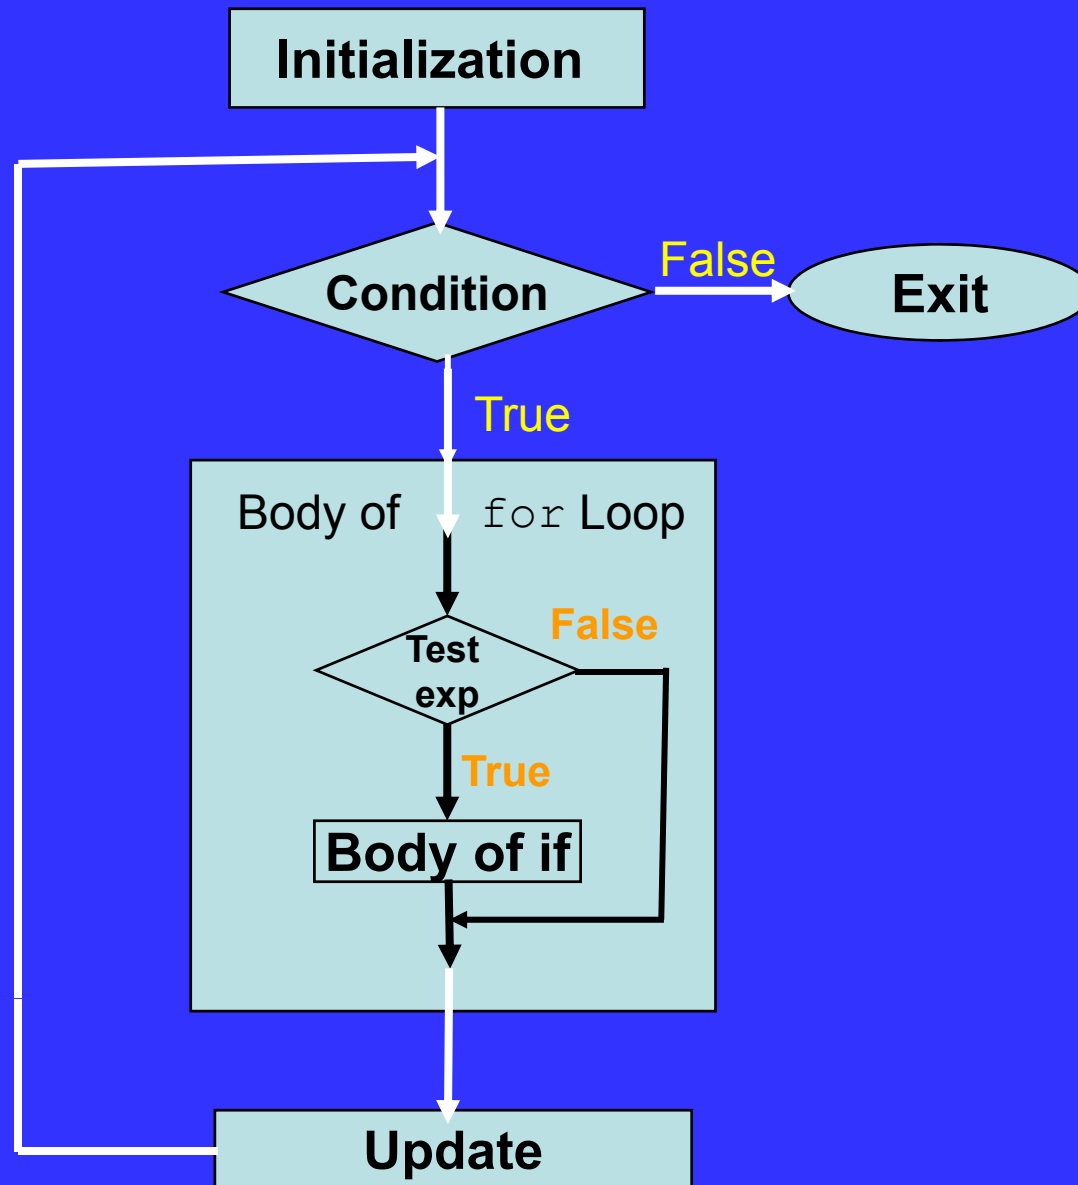 Initialization
Condition
False
Exit
True
Body of for Loop
Test
exp
False
True
Body of if
Update